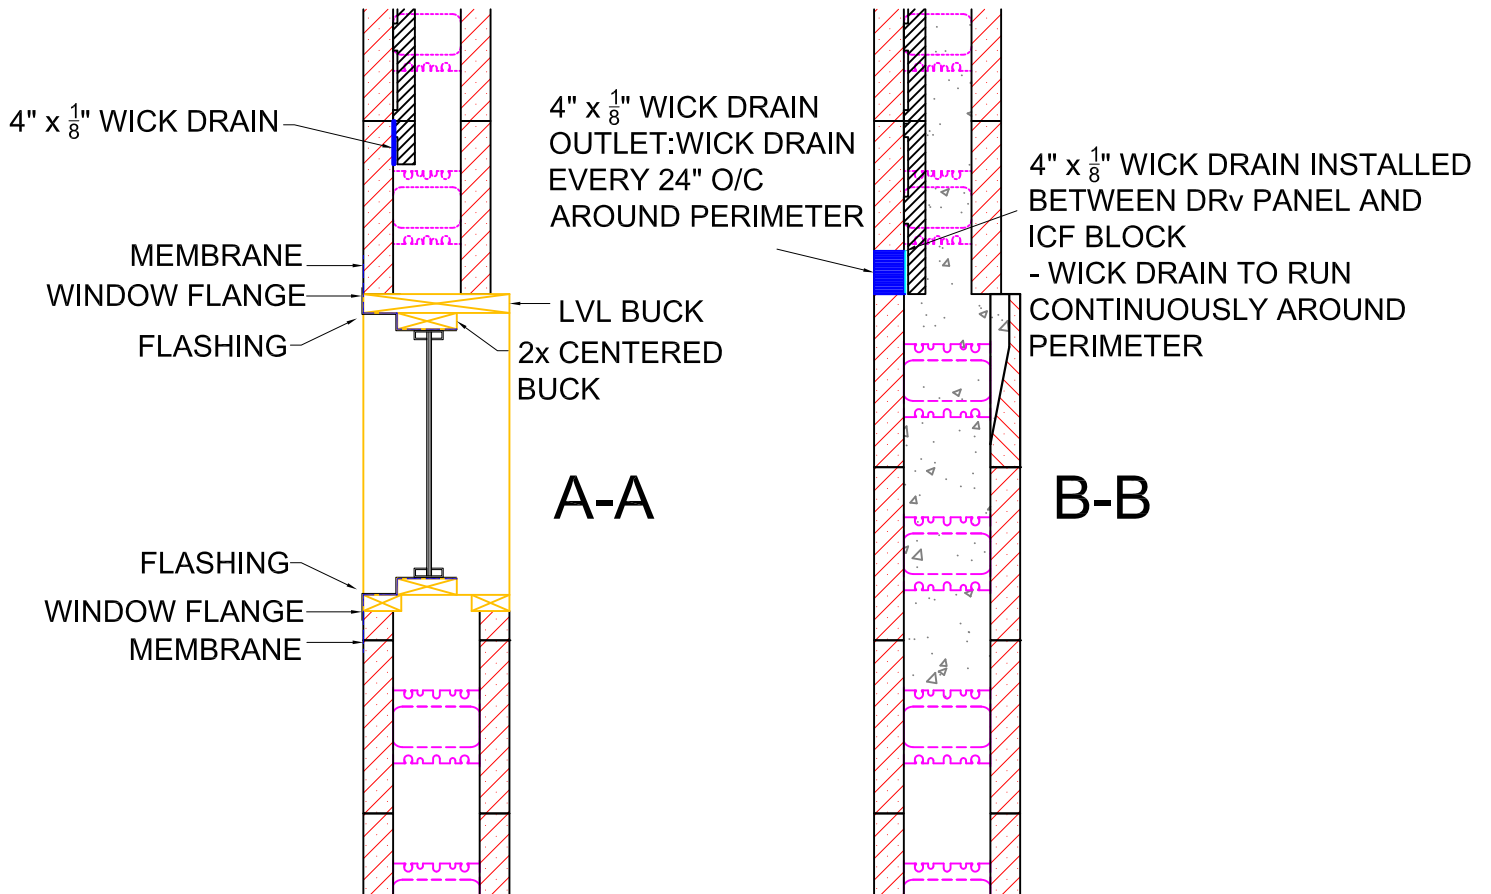 4" x 1/8" WICK DRAIN
MEMBRANE
WINDOW FLANGE
FLASHING
LVL BUCK
2x CENTERED
BUCK
A-A
FLASHING
WINDOW FLANGE
MEMBRANE
4" x 1/8" WICK DRAIN
OUTLET:WICK DRAIN
EVERY 24" O/C
AROUND PERIMETER
4" x 1/8" WICK DRAIN INSTALLED
BETWEEN DRv PANEL AND
ICF BLOCK
- WICK DRAIN TO RUN
CONTINUOUSLY AROUND
PERIMETER
B-B